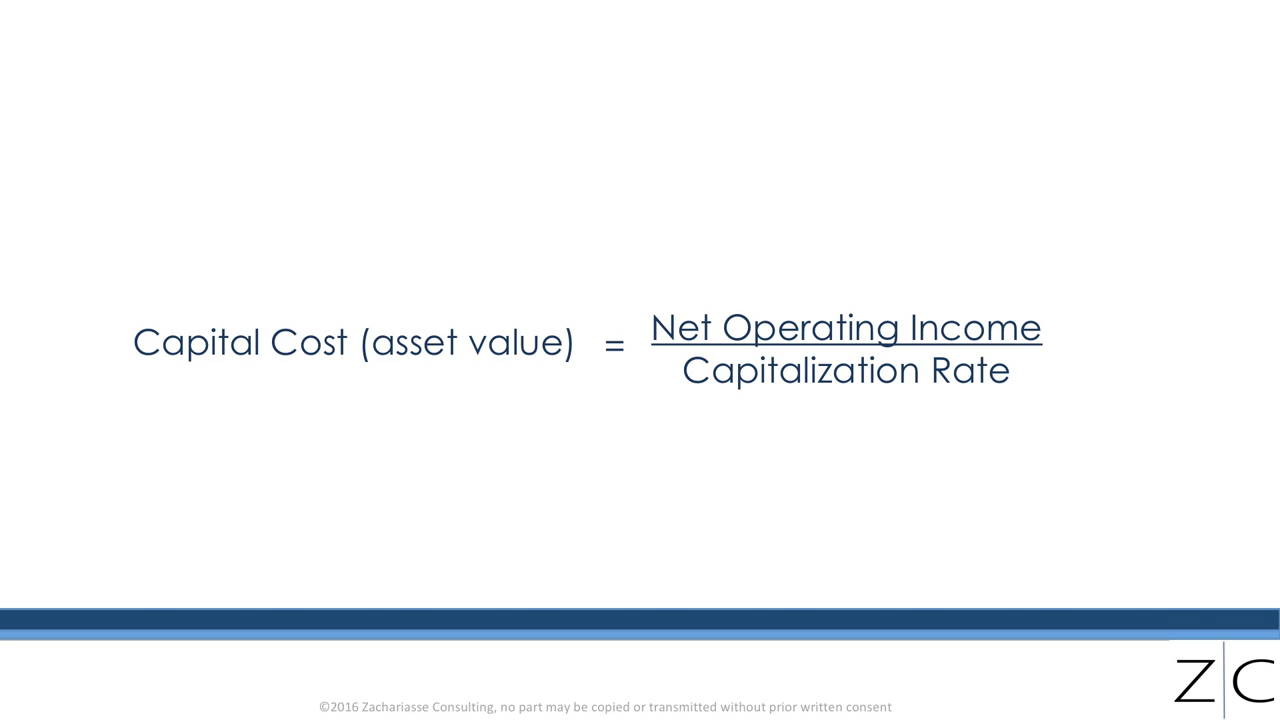 Capital Cost (asset value) = Net Operating Income
Capitalization Rate
Z C
©2016 Zachariasse Consulting, no part may be copied or transmitted without prior written consent